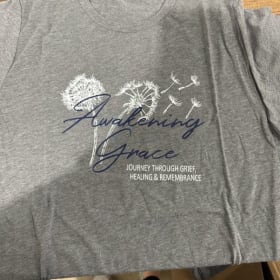 Awakening
Grace
JOURNEY THROUGH GRIEF,
HEALING & REMEMBRANCE